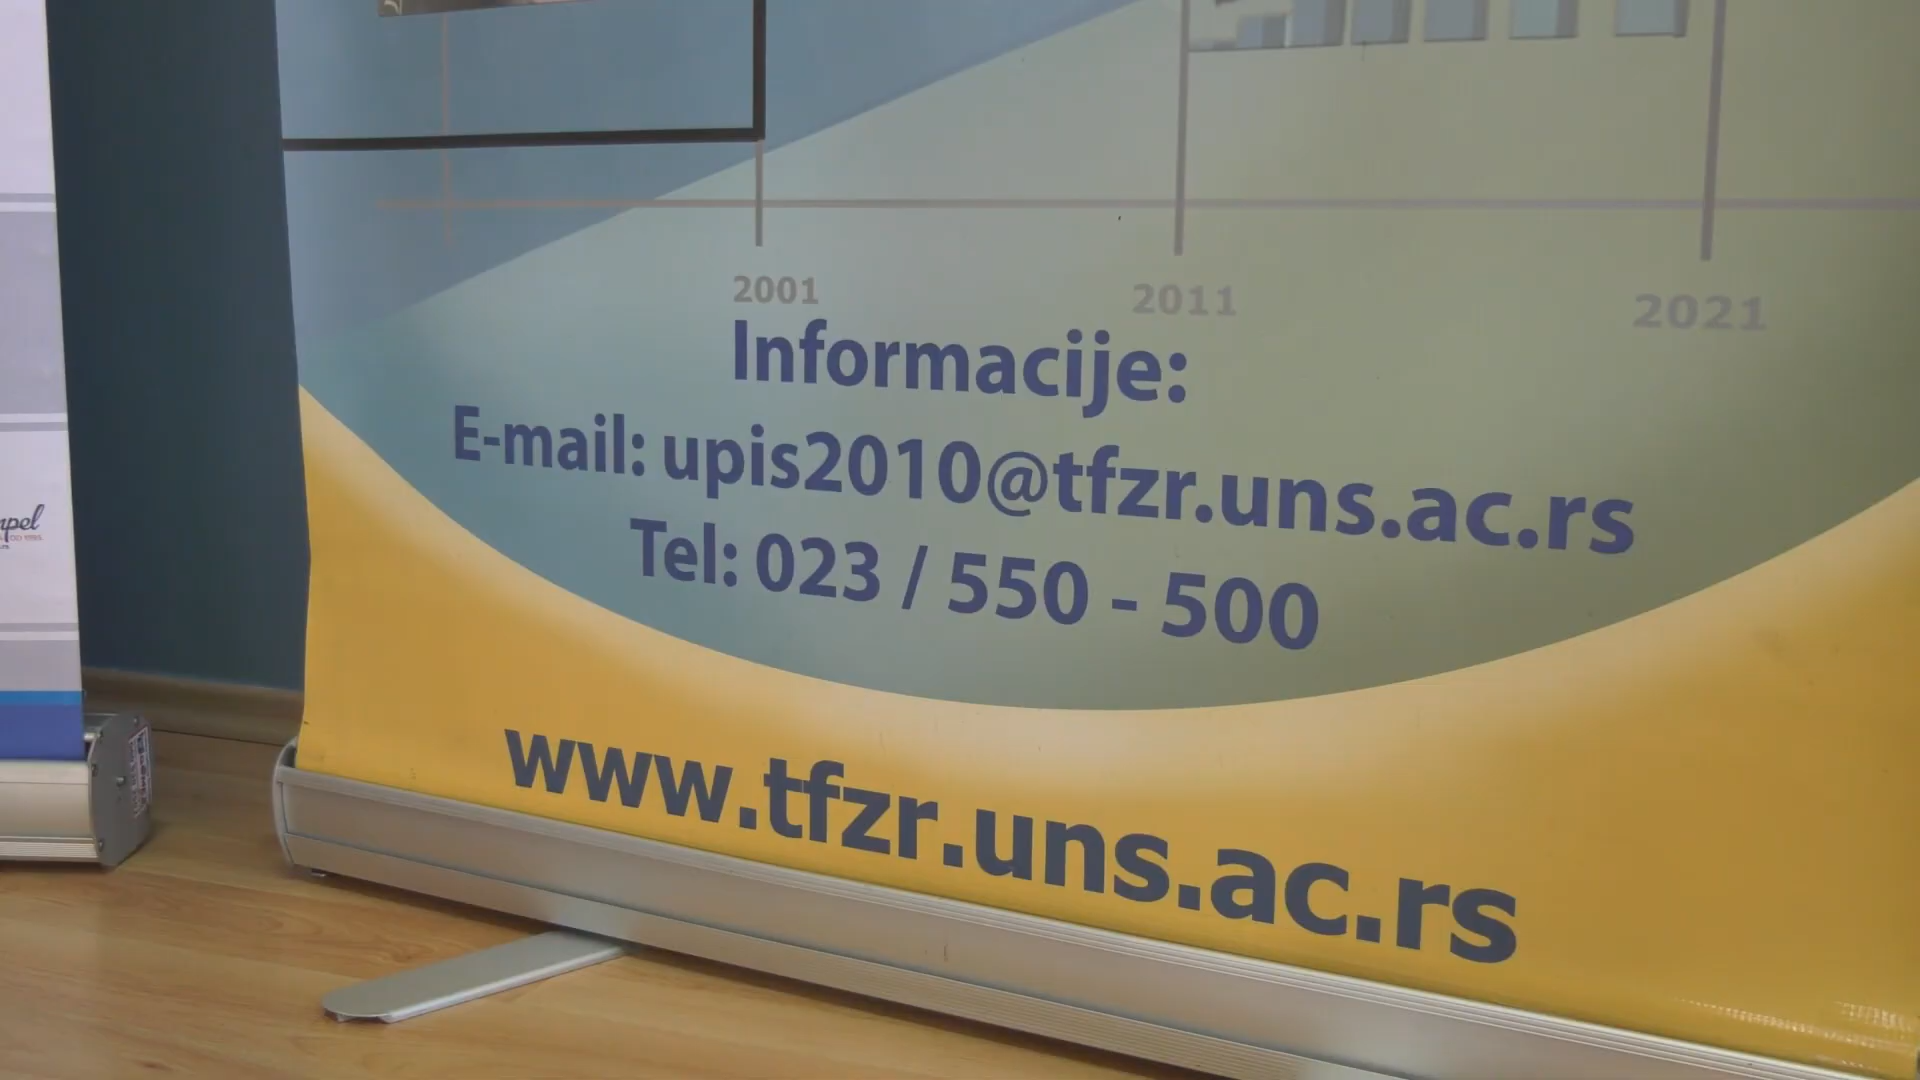 2001 2011 2021
Informacije:
E-mail: upis2010@tfzr.uns.ac.rs
Tel: 023 / 550 - 500
www.tfzr.uns.ac.rs